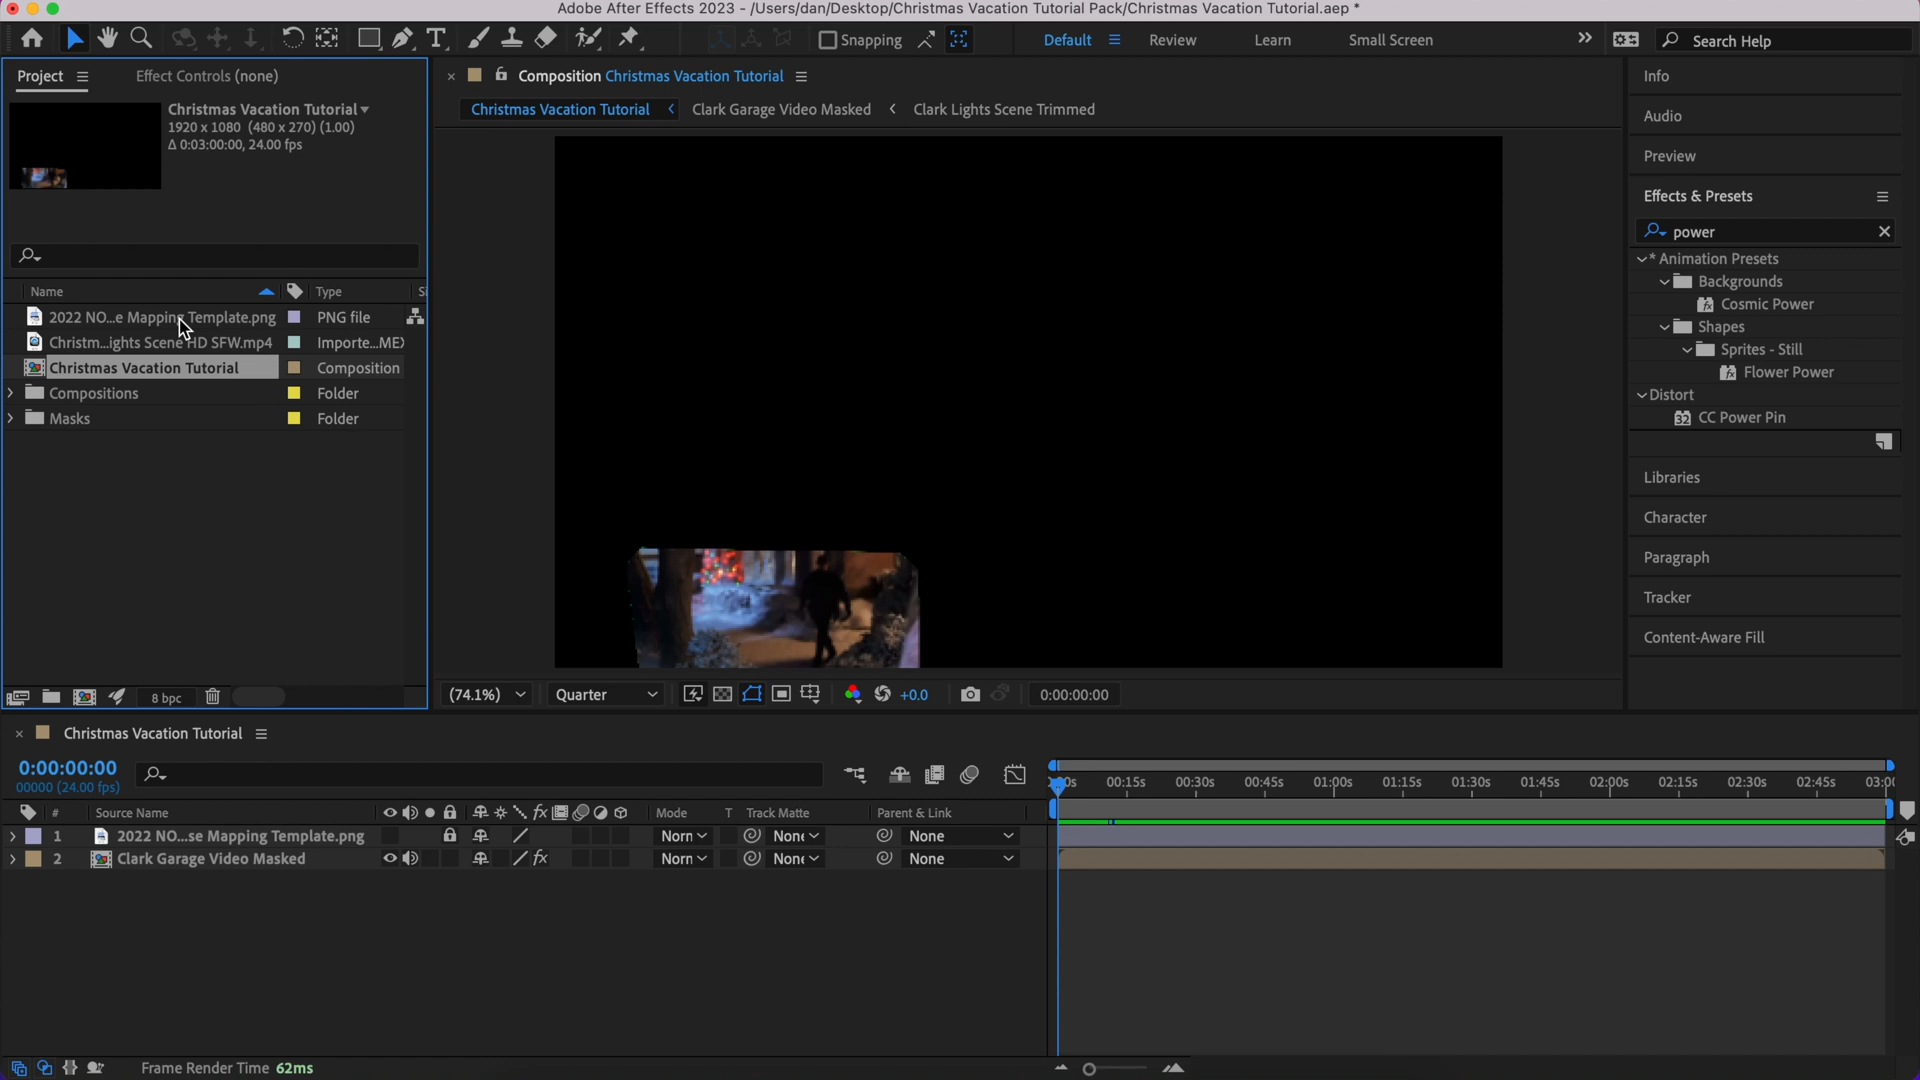 Adobe After Effects 2023 - /Users/dan/Desktop/Christmas Vacation Tutorial Pack/Christmas Vacation Tutorial.aep *
Snapping
Default
Review
Learn
Small Screen
Search Help
Project
Effect Controls (none)
Christmas Vacation Tutorial
1920 x 1080 (480 x 270) (1.00)
Δ 0:03:00:00, 24.00 fps
Name
Type
Si
2022 NO...e Mapping Template.png
PNG file
Christm...ights Scene HD SFW.mp4
Importe...MEX
Christmas Vacation Tutorial
Composition
Compositions
Folder
Masks
Folder
8 bpc
Composition Christmas Vacation Tutorial
Christmas Vacation Tutorial
Clark Garage Video Masked
Clark Lights Scene Trimmed
(74.1%)
Quarter
+0.0
0:00:00:00
Info
Audio
Preview
Effects & Presets
power
* Animation Presets
Backgrounds
Cosmic Power
Shapes
Sprites - Still
Flower Power
Distort
32
CC Power Pin
Libraries
Character
Paragraph
Tracker
Content-Aware Fill
Christmas Vacation Tutorial
0:00:00:00
00000 (24.00 fps)
:00s 00:15s 00:30s 00:45s 01:00s 01:15s 01:30s 01:45s 02:00s 02:15s 02:30s 02:45s 03:00
# Source Name
Mode
T
Track Matte
Parent & Link
1 2022 NO...se Mapping Template.png
Norn
None
None
2 Clark Garage Video Masked
Norn
None
None
Frame Render Time 62ms